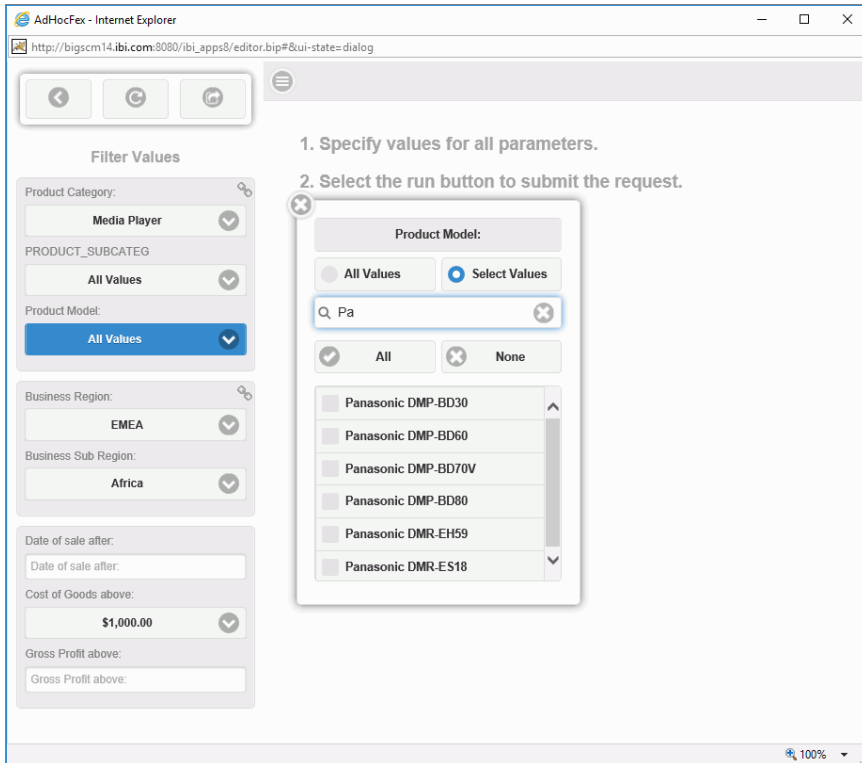 AdHocFex - Internet Explorer
http://bigscm14.ibi.com:8080/ibi_apps8/editor.bip#&ui-state=dialog
Filter Values
Product Category:
Media Player
PRODUCT_SUBCATEG
All Values
Product Model:
All Values
Business Region:
EMEA
Business Sub Region:
Africa
Date of sale after:
Date of sale after:
Cost of Goods above:
$1,000.00
Gross Profit above:
Gross Profit above:
1. Specify values for all parameters.
2. Select the run button to submit the request.
Product Model:
All Values
Select Values
Pa
All
None
Panasonic DMP-BD30
Panasonic DMP-BD60
Panasonic DMP-BD70V
Panasonic DMP-BD80
Panasonic DMR-EH59
Panasonic DMR-ES18
100%